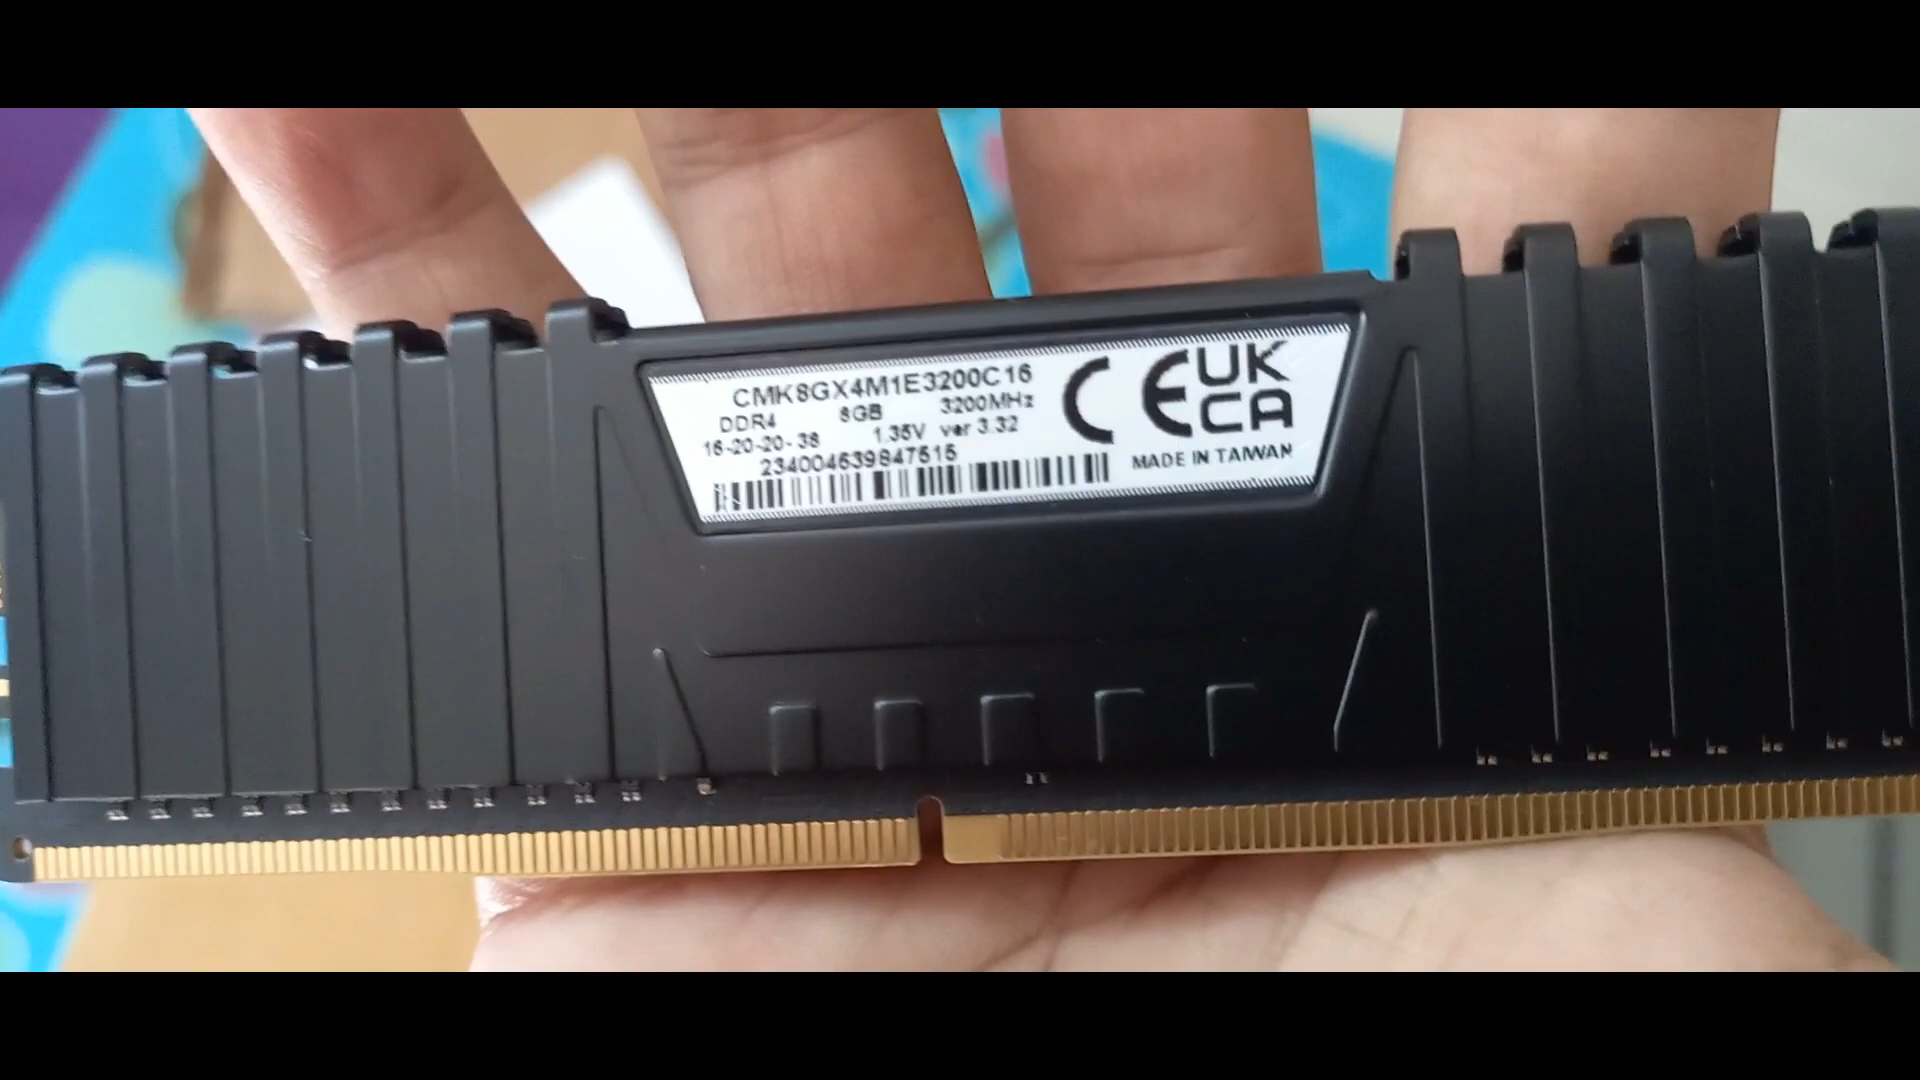 CMK8GX4M1E3200C16
DDR4 8GB 3200MHz
16-20-20-38 1.35V ver 3.32
234004639847515
CE UK CA
MADE IN TAIWAN